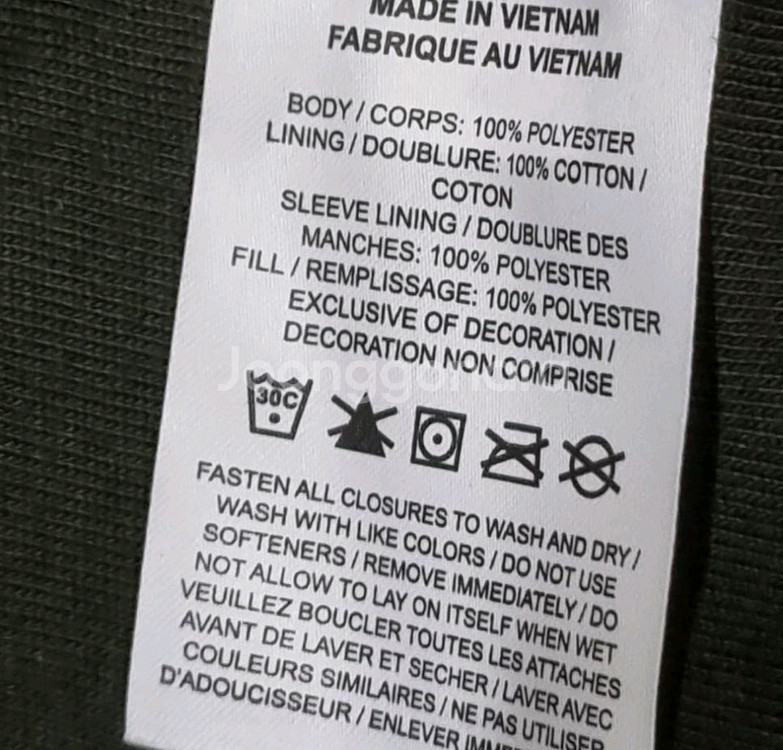 MADE IN VIETNAM
FABRIQUE AU VIETNAM
BODY / CORPS: 100% POLYESTER
LINING / DOUBLURE: 100% COTTON /
COTON
SLEEVE LINING / DOUBLURE DES
MANCHES: 100% POLYESTER
FILL / REMPLISSAGE: 100% POLYESTER
EXCLUSIVE OF DECORATION /
DECORATION NON COMPRISE
30C
FASTEN ALL CLOSURES TO WASH AND DRY /
WASH WITH LIKE COLORS / DO NOT USE
SOFTENERS / REMOVE IMMEDIATELY / DO
NOT ALLOW TO LAY ON ITSELF WHEN WET
VEUILLEZ BOUCLER TOUTES LES ATTACHES
AVANT DE LAVER ET SECHER / LAVER AVEC
COULEURS SIMILAIRES / NE PAS UTILISER
D'ADOUCISSEUR / ENLEVER